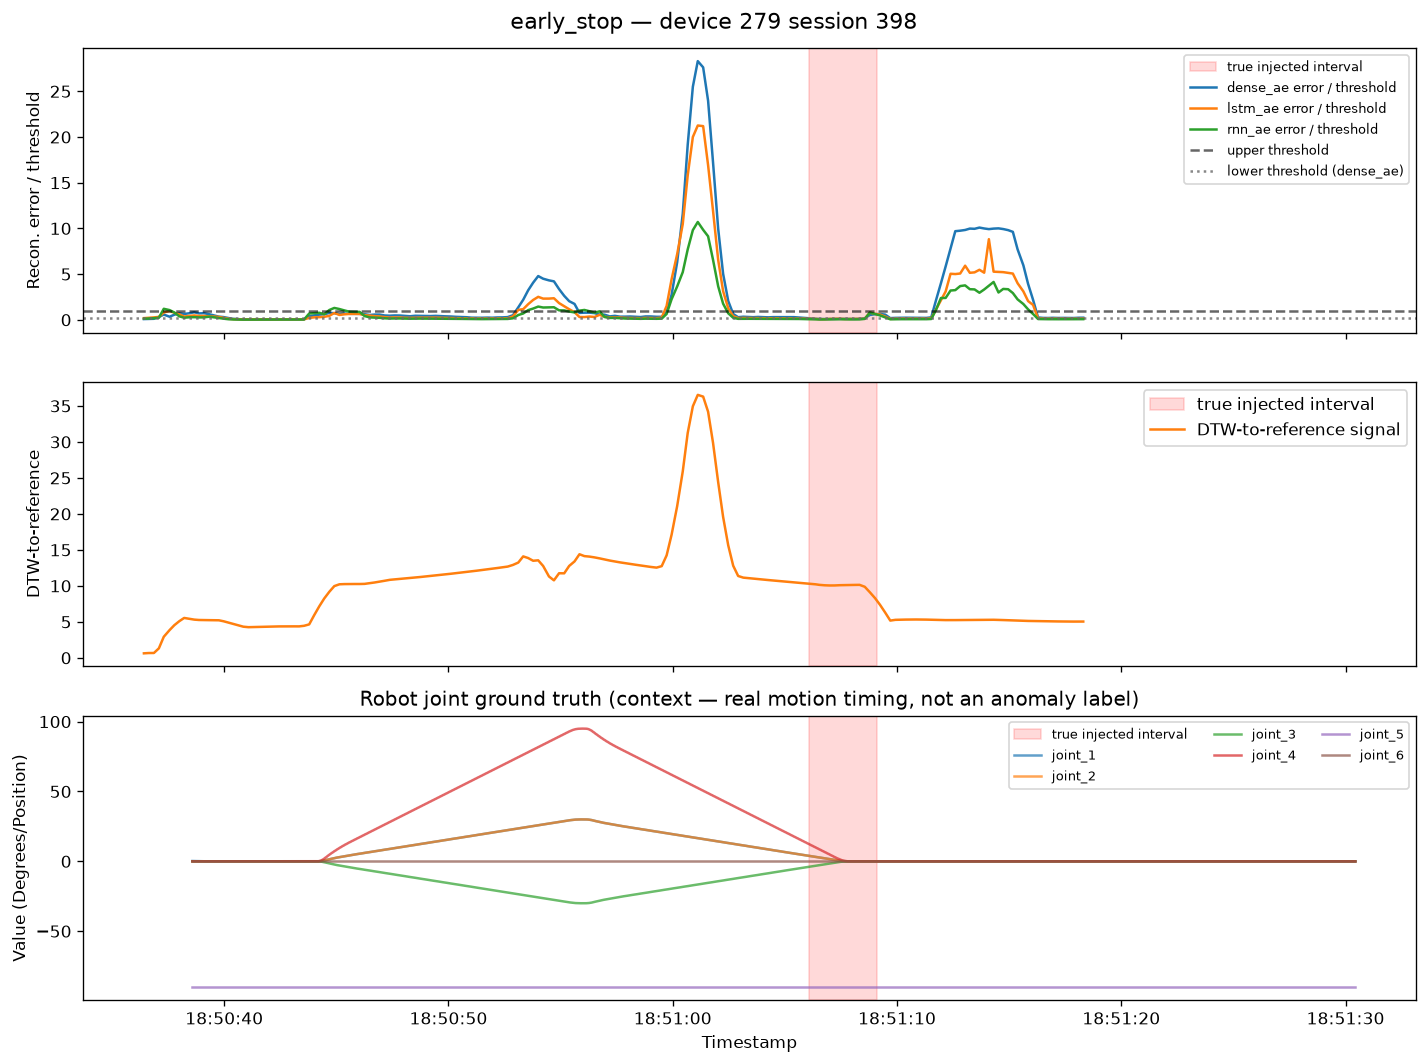 early_stop — device 279 session 398
Recon. error / threshold
25
20
15
10
5
0
true injected interval
dense_ae error / threshold
lstm_ae error / threshold
rnn_ae error / threshold
upper threshold
lower threshold (dense_ae)
DTW-to-reference
35
30
25
20
15
10
5
0
true injected interval
DTW-to-reference signal
Robot joint ground truth (context — real motion timing, not an anomaly label)
Value (Degrees/Position)
100
50
0
−50
true injected interval
joint_1
joint_2
joint_3
joint_4
joint_5
joint_6
18:50:40
18:50:50
18:51:00
18:51:10
18:51:20
18:51:30
Timestamp